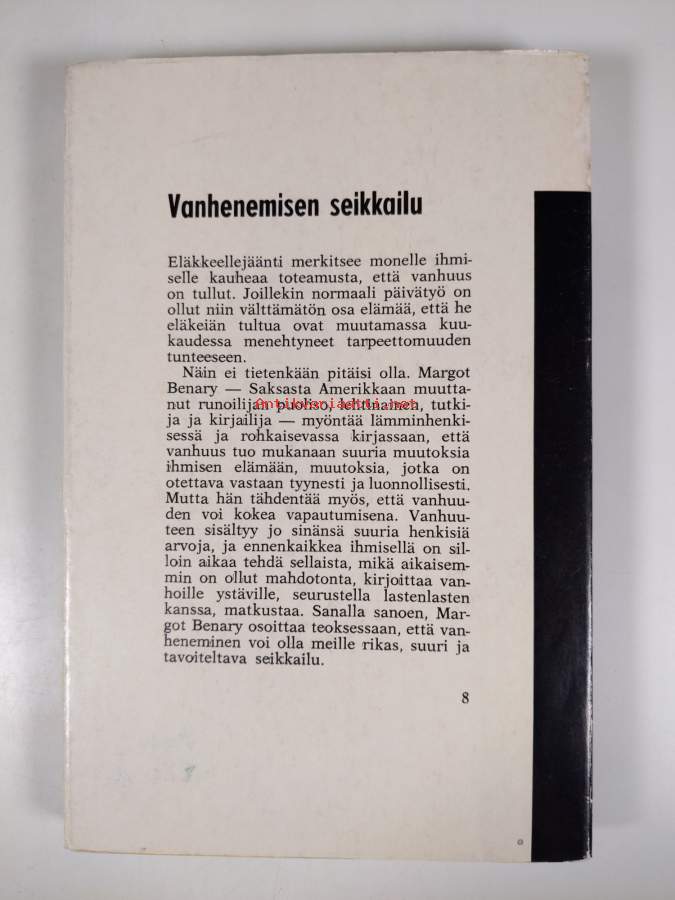 Vanhenemisen seikkailu
Eläkkeellejäänti merkitsee monelle ihmi-
selle kauheaa toteamusta, että vanhuus
on tullut. Joillekin normaali päivätyö on
ollut niin välttämätön osa elämää, että he
eläkeiän tultua ovat muutamassa kuu-
kaudessa menehtyneet tarpeettomuuden
tunteeseen.
Näin ei tietenkään pitäisi olla. Margot
Benary — Saksasta Amerikkaan muutta-
nut runoilijan puoliso, lehtinainen, tutki-
Antikvariaatti.net
ja ja kirjailija — myöntää lämminhenki-
sessä ja rohkaisevassa kirjassaan, että
vanhuus tuo mukanaan suuria muutoksia
ihmisen elämään, muutoksia, jotka on
otettava vastaan tyynesti ja luonnollisesti.
Mutta hän tähdentää myös, että vanhuu-
den voi kokea vapautumisena. Vanhuu-
teen sisältyy jo sinänsä suuria henkisiä
arvoja, ja ennenkaikkea ihmisellä on sil-
loin aikaa tehdä sellaista, mikä aikaisem-
min on ollut mahdotonta, kirjoittaa van-
hoille ystäville, seurustella lastenlasten
kanssa, matkustaa. Sanalla sanoen, Mar-
got Benary osoittaa teoksessaan, että van-
heneminen voi olla meille rikas, suuri ja
tavoiteltava seikkailu.
8